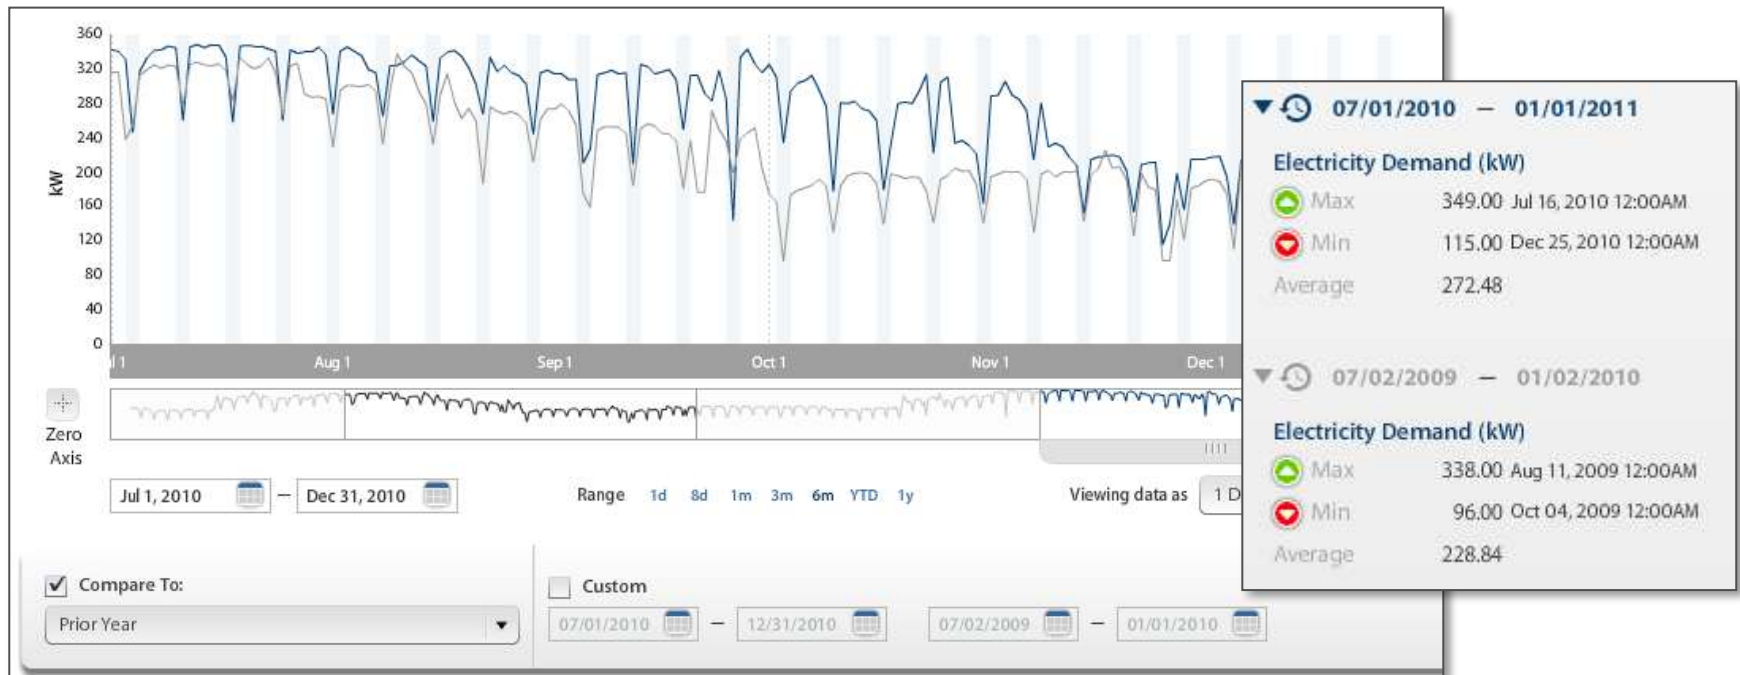 360
320
280
240
200
160
120
80
40
0
kW
l 1
Aug 1
Sep 1
Oct 1
Nov 1
Dec 1
Zero
Axis
Jul 1, 2010 – Dec 31, 2010
Range 1d 8d 1m 3m 6m YTD 1y
Viewing data as 1 D
Compare To:
Prior Year
Custom
07/01/2010 – 12/31/2010
07/02/2009 – 01/01/2010
07/01/2010 – 01/01/2011
Electricity Demand (kW)
Max 349.00 Jul 16, 2010 12:00AM
Min 115.00 Dec 25, 2010 12:00AM
Average 272.48
07/02/2009 – 01/02/2010
Electricity Demand (kW)
Max 338.00 Aug 11, 2009 12:00AM
Min 96.00 Oct 04, 2009 12:00AM
Average 228.84